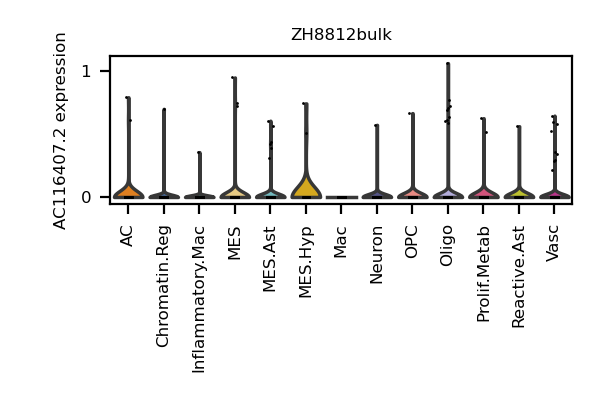 ZH8812bulk
AC116407.2 expression
1
0
AC
Chromatin.Reg
Inflammatory.Mac
MES
MES.Ast
MES.Hyp
Mac
Neuron
OPC
Oligo
Prolif.Metab
Reactive.Ast
Vasc